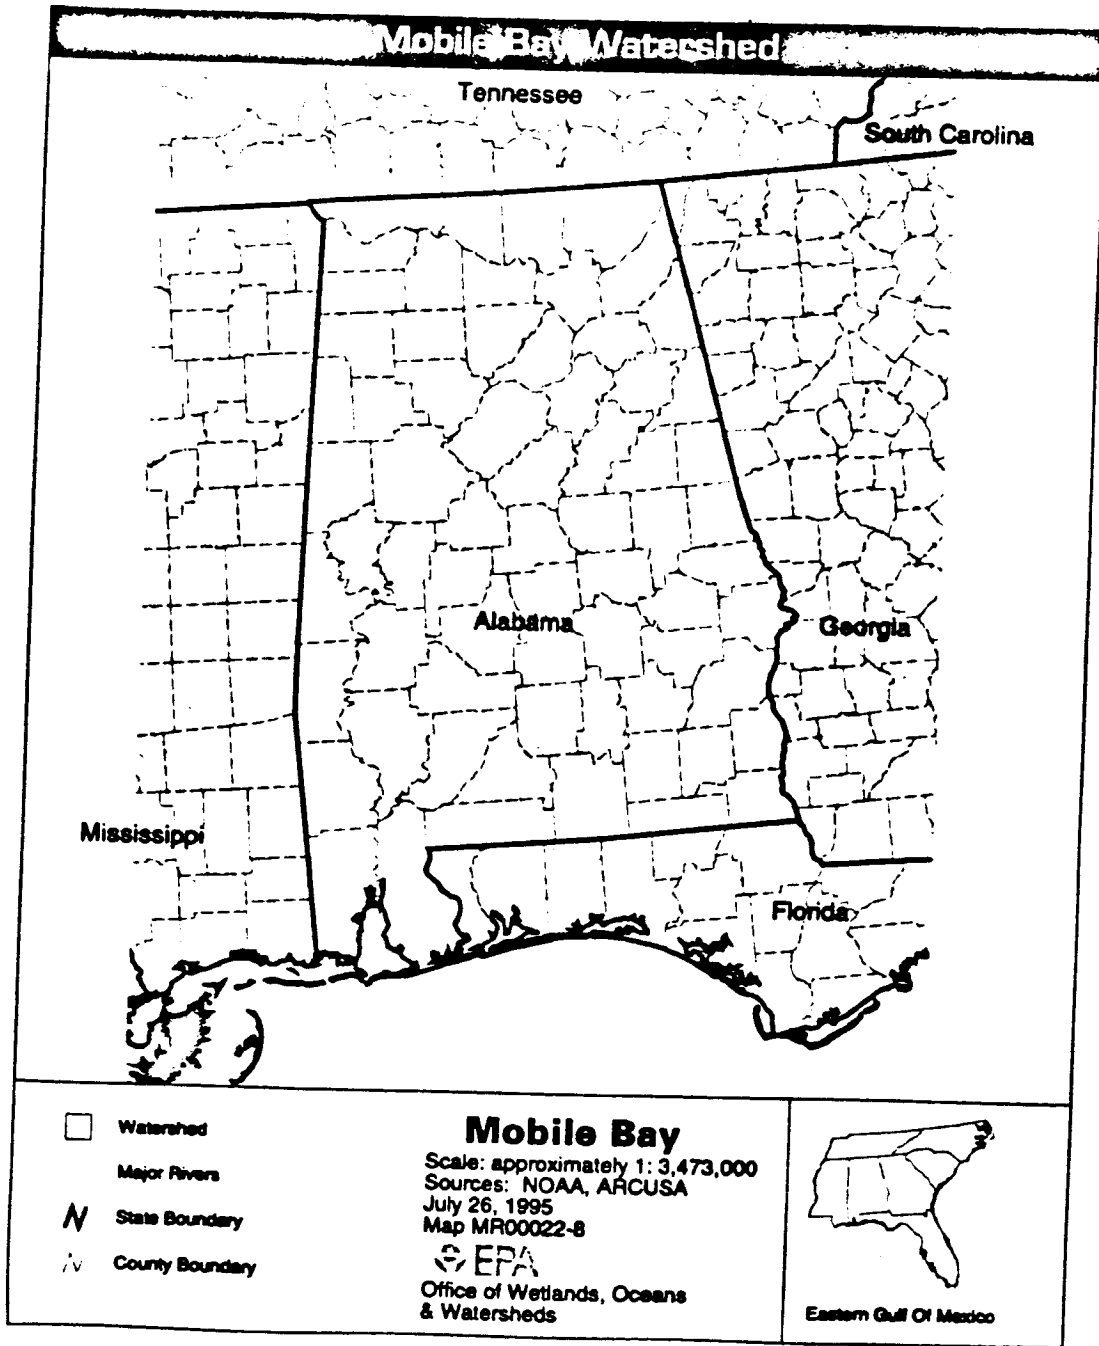 Mobile Bay Watershed
Tennessee
South Carolina
Alabama
Georgia
Mississippi
Florida
Watershed
Major Rivers
State Boundary
County Boundary
Mobile Bay
Scale: approximately 1: 3,473,000
Sources: NOAA, ARCUSA
July 26, 1995
Map MR00022-8
EPA
Office of Wetlands, Oceans
& Watersheds
Eastern Gulf Of Mexico